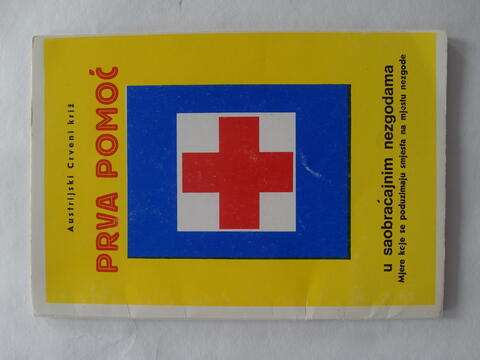 Austrijski Crveni križ
PRVA POMOĆ
u saobraćajnim nezgodama
Mjere koje se poduzimaju smjesta na mjestu nezgode